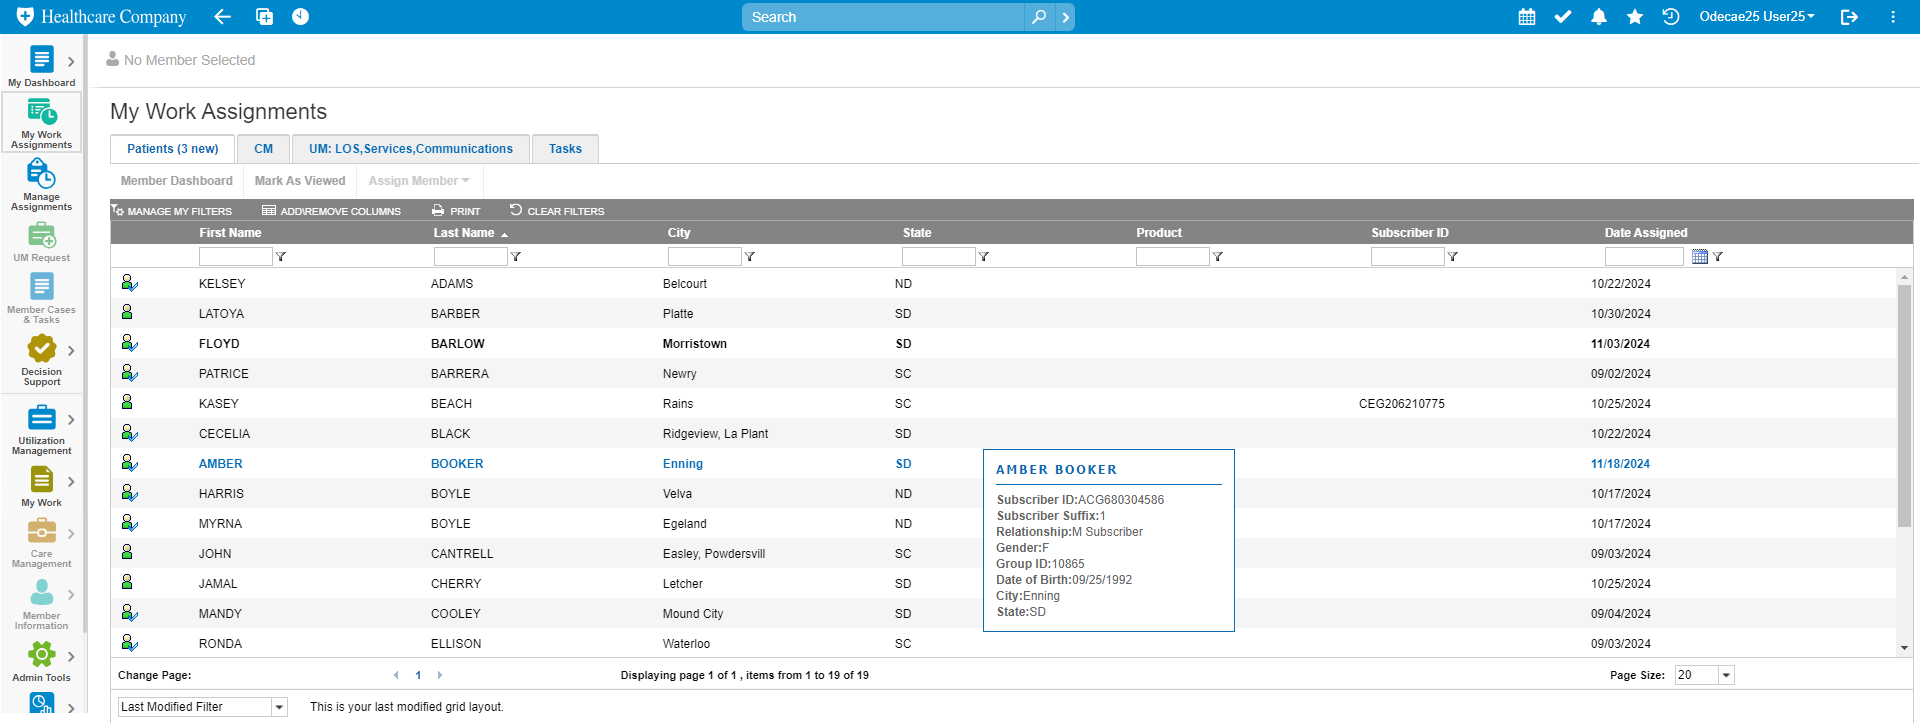 Healthcare Company
Search
Odecae25 User25
My Dashboard
My Work
Assignments
Manage
Assignments
UM Request
Member Cases
& Tasks
Decision
Support
Utilization
Management
My Work
Care
Management
Member
Information
Admin Tools
No Member Selected
My Work Assignments
Patients (3 new) CM UM: LOS,Services,Communications Tasks
Member Dashboard Mark As Viewed Assign Member
MANAGE MY FILTERS ADD\REMOVE COLUMNS PRINT CLEAR FILTERS
First Name Last Name City State Product Subscriber ID Date Assigned
KELSEY ADAMS Belcourt ND 10/22/2024
LATOYA BARBER Platte SD 10/30/2024
FLOYD BARLOW Morristown SD 11/03/2024
PATRICE BARRERA Newry SC 09/02/2024
KASEY BEACH Rains SC CEG206210775 10/25/2024
CECELIA BLACK Ridgeview, La Plant SD 10/22/2024
AMBER BOOKER Enning SD 11/18/2024
HARRIS BOYLE Velva ND 10/17/2024
MYRNA BOYLE Egeland ND 10/17/2024
JOHN CANTRELL Easley, Powdersvill SC 09/03/2024
JAMAL CHERRY Letcher SD 10/25/2024
MANDY COOLEY Mound City SD 09/04/2024
RONDA ELLISON Waterloo SC 09/03/2024
AMBER BOOKER
Subscriber ID:ACG680304586
Subscriber Suffix:1
Relationship:M Subscriber
Gender:F
Group ID:10865
Date of Birth:09/25/1992
City:Enning
State:SD
Change Page: 1 Displaying page 1 of 1 , items from 1 to 19 of 19 Page Size: 20
Last Modified Filter This is your last modified grid layout.